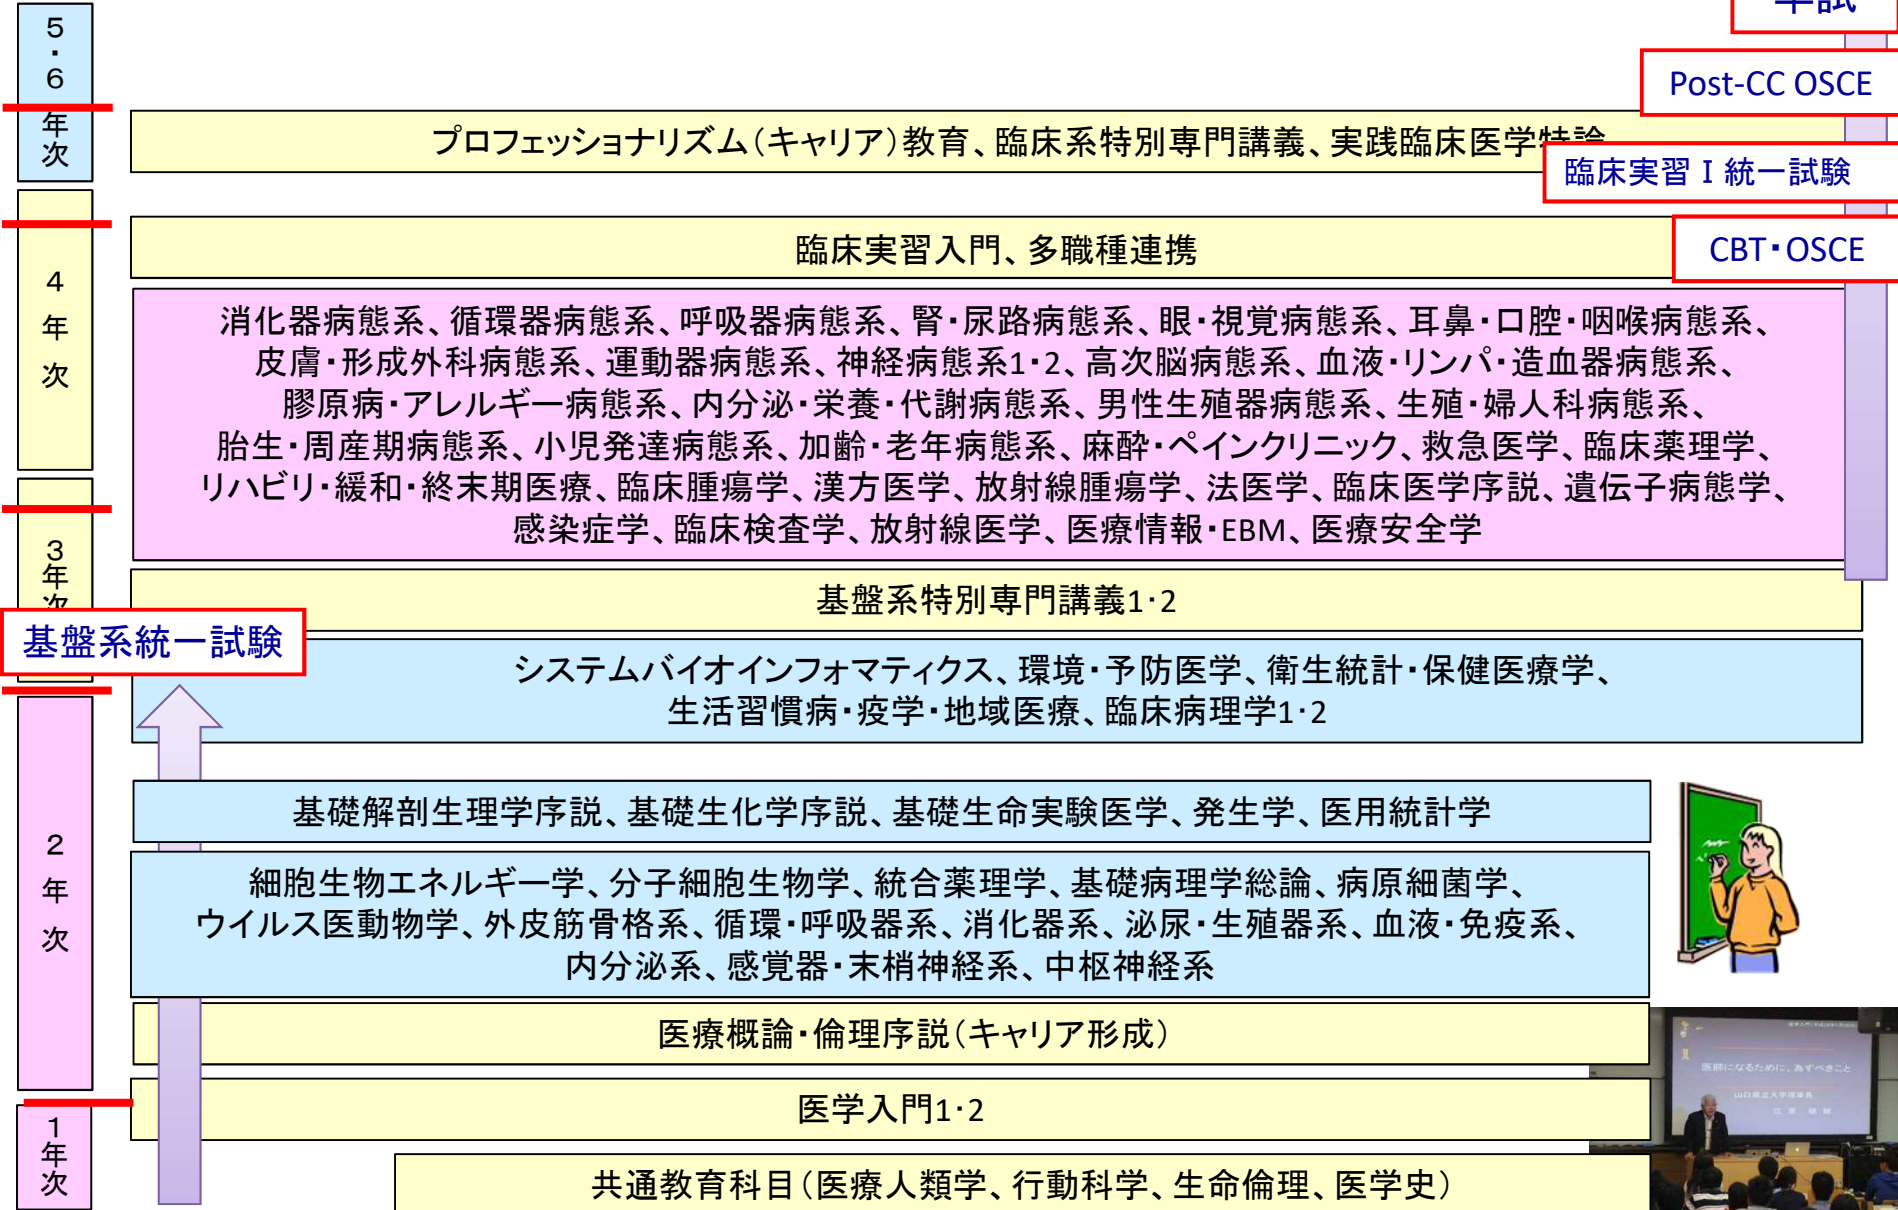 卒試
5・6年次
Post-CC OSCE
プロフェッショナリズム（キャリア）教育、臨床系特別専門講義、実践臨床医学特論
臨床実習Ⅰ統一試験
4年次
臨床実習入門、多職種連携
CBT・OSCE
消化器病態系、循環器病態系、呼吸器病態系、腎・尿路病態系、眼・視覚病態系、耳鼻・口腔・咽喉病態系、
皮膚・形成外科病態系、運動器病態系、神経病態系1・2、高次脳病態系、血液・リンパ・造血器病態系、
膠原病・アレルギー病態系、内分泌・栄養・代謝病態系、男性生殖器病態系、生殖・婦人科病態系、
胎生・周産期病態系、小児発達病態系、加齢・老年病態系、麻酔・ペインクリニック、救急医学、臨床薬理学、
リハビリ・緩和・終末期医療、臨床腫瘍学、漢方医学、放射線腫瘍学、法医学、臨床医学序説、遺伝子病態学、
感染症学、臨床検査学、放射線医学、医療情報・EBM、医療安全学
3年次
基盤系特別専門講義1・2
基盤系統一試験
システムバイオインフォマティクス、環境・予防医学、衛生統計・保健医療学、
生活習慣病・疫学・地域医療、臨床病理学1・2
2年次
基礎解剖生理学序説、基礎生化学序説、基礎生命実験医学、発生学、医用統計学
細胞生物エネルギー学、分子細胞生物学、統合薬理学、基礎病理学総論、病原細菌学、
ウイルス医動物学、外皮筋骨格系、循環・呼吸器系、消化器系、泌尿・生殖器系、血液・免疫系、
内分泌系、感覚器・末梢神経系、中枢神経系
医療概論・倫理序説（キャリア形成）
医師になるために、為すべきこと
山口県立大学理事長
医学入門1・2
1年次
共通教育科目（医療人類学、行動科学、生命倫理、医学史）